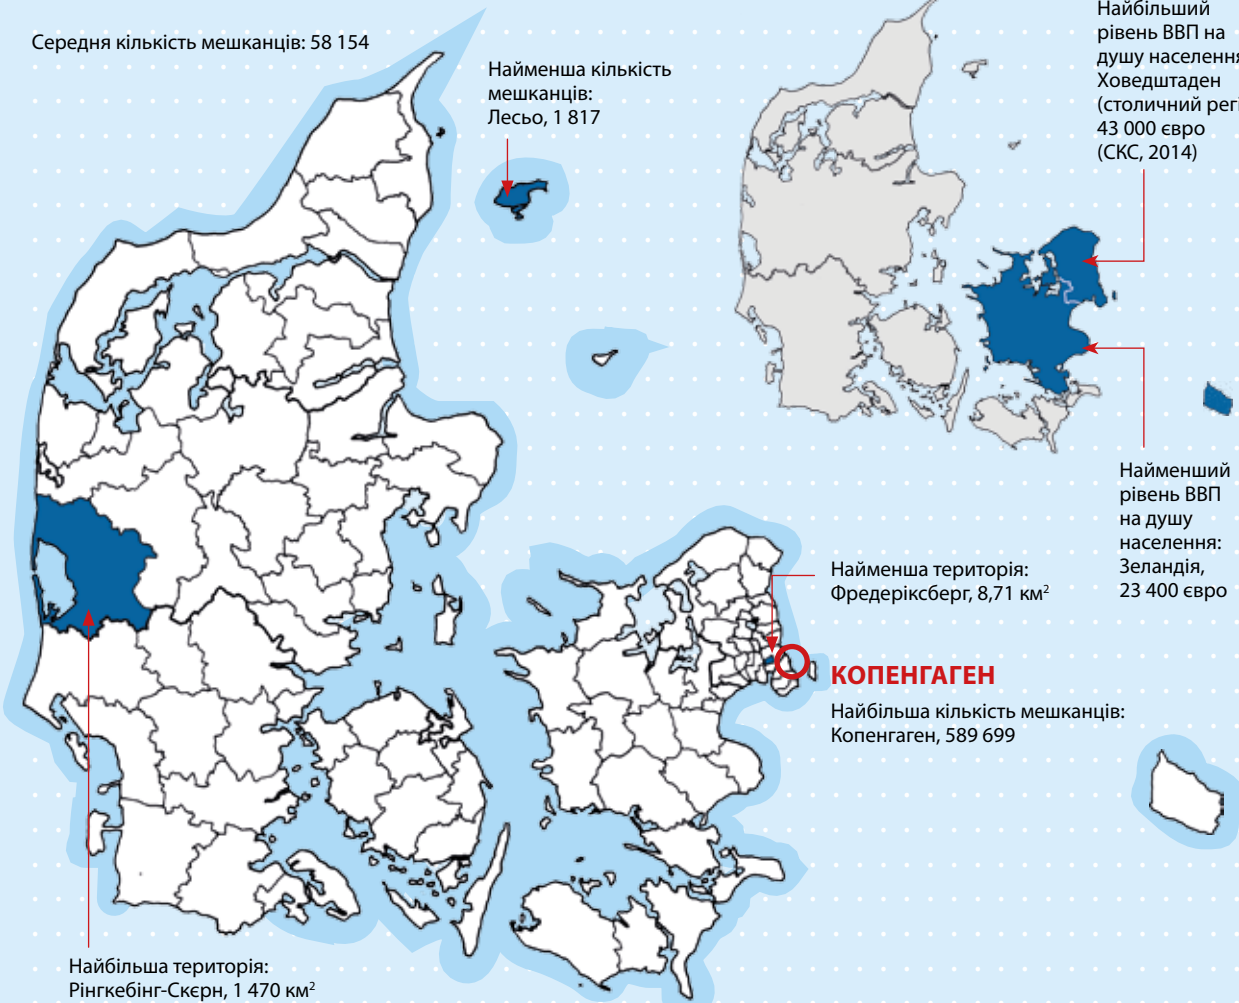 Середня кількість мешканців: 58 154
Найменша кількість
мешканців:
Лесьо, 1 817
Найбільший
рівень ВВП на
душу населення
Ховедштаден
(столичний регі
43 000 євро
(СКС, 2014)
Найменший
рівень ВВП
на душу
населення:
Зеландія,
23 400 євро
Найменша територія:
Фредеріксберг, 8,71 км²
КОПЕНГАГЕН
Найбільша кількість мешканців:
Копенгаген, 589 699
Найбільша територія:
Рінгкебінг-Скєрн, 1 470 км²